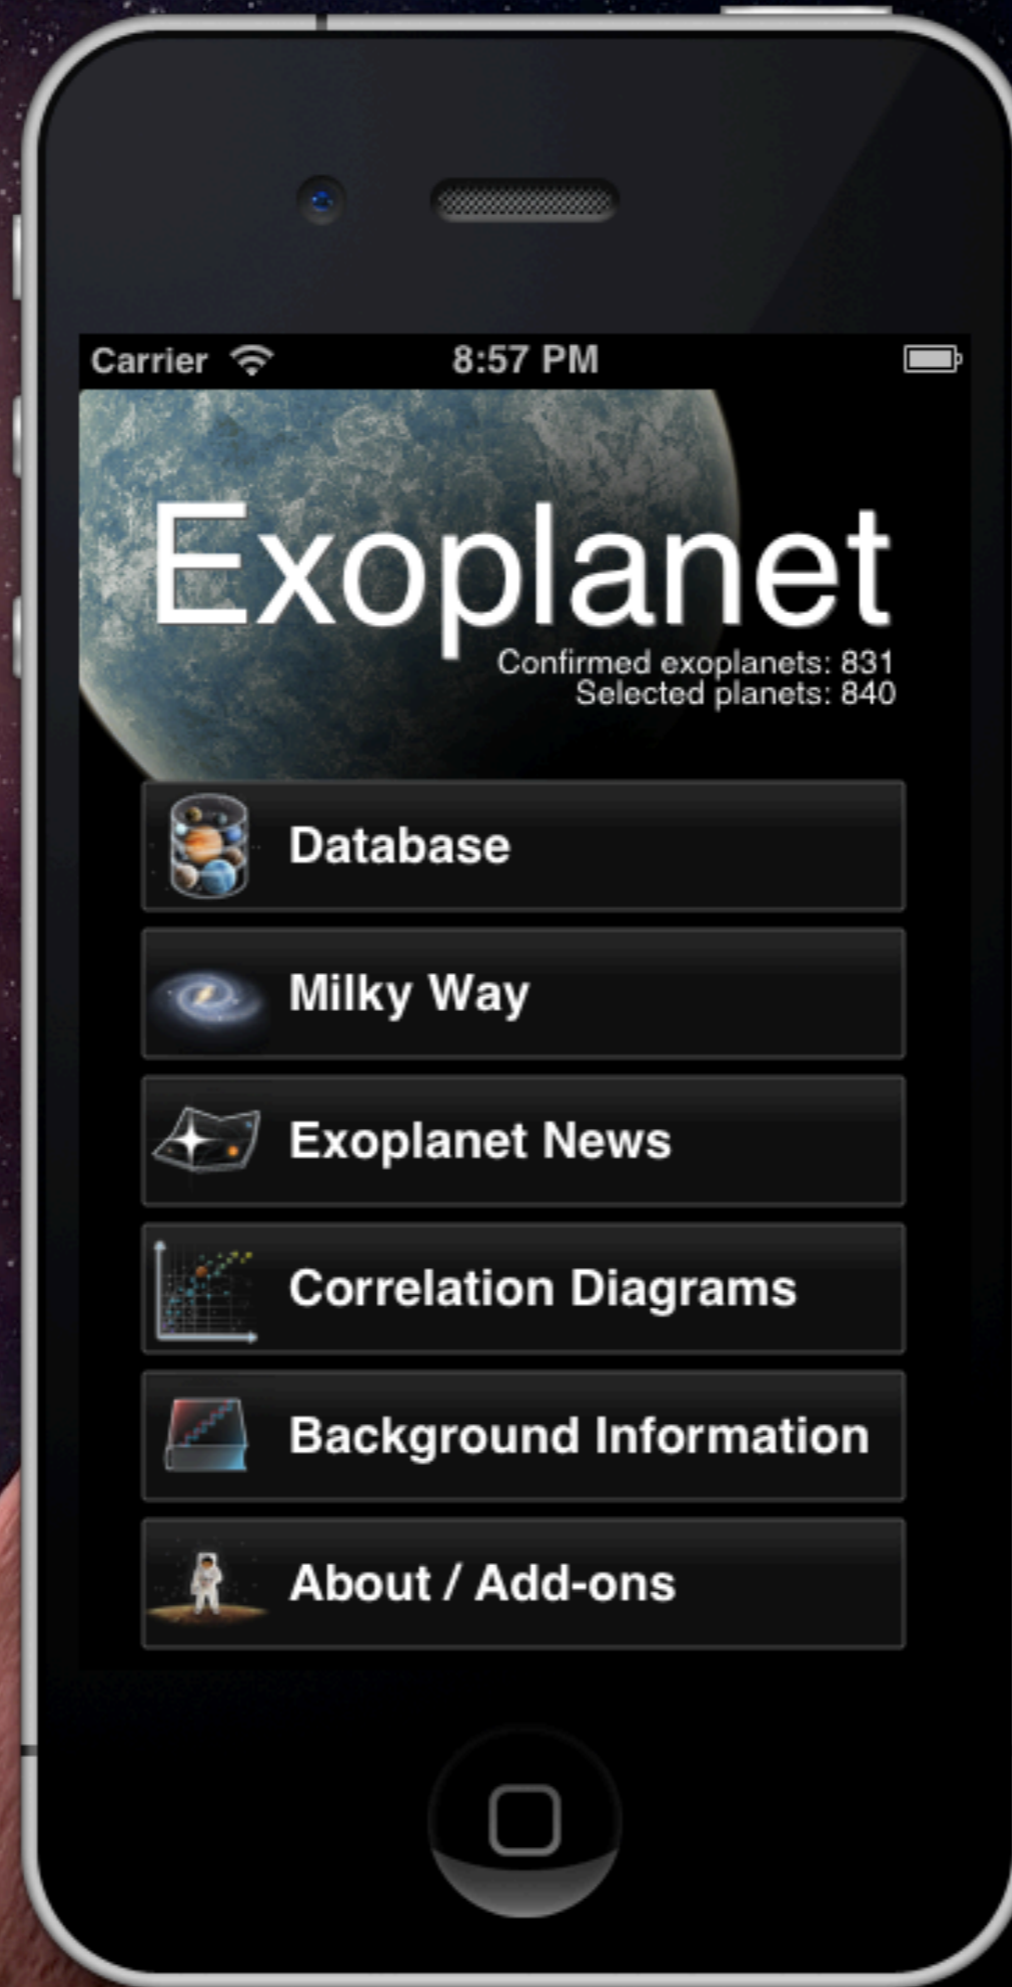 Carrier 8:57 PM
Exoplanet
Confirmed exoplanets: 831
Selected planets: 840
Database
Milky Way
Exoplanet News
Correlation Diagrams
Background Information
About / Add-ons